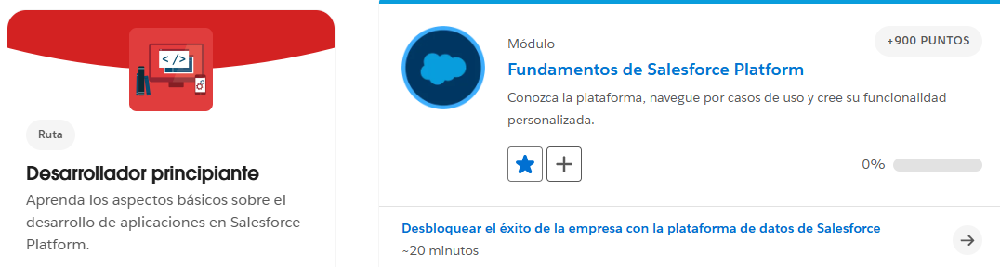 </>
Ruta
Desarrollador principiante
Aprenda los aspectos básicos sobre el
desarrollo de aplicaciones en Salesforce
Platform.
Módulo
+900 PUNTOS
Fundamentos de Salesforce Platform
Conozca la plataforma, navegue por casos de uso y cree su funcionalidad
personalizada.
0%
Desbloquear el éxito de la empresa con la plataforma de datos de Salesforce
~20 minutos